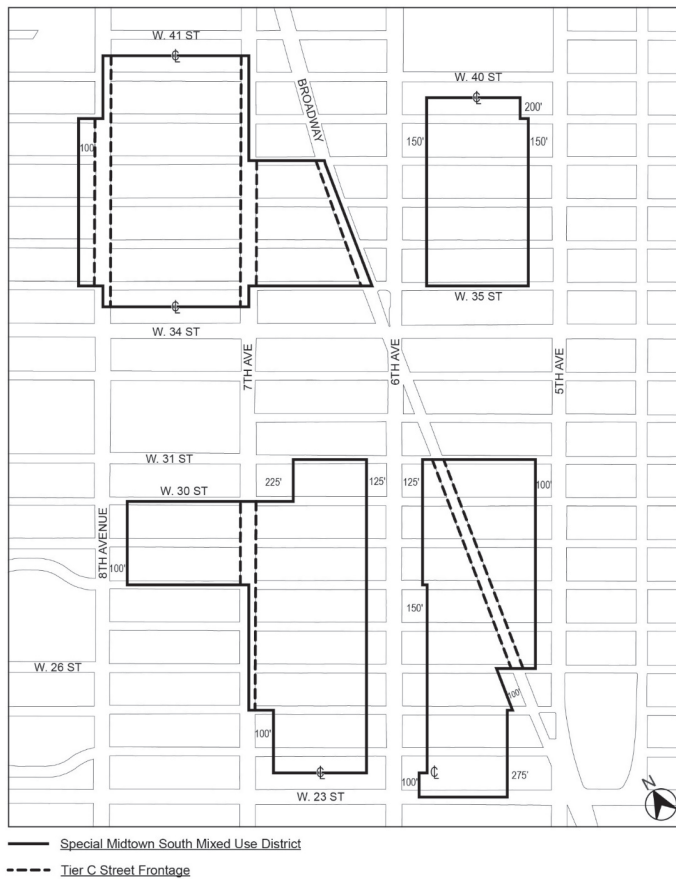 W. 41 ST
℄
BROADWAY
W. 40 ST
℄
200'
150'
150'
100'
℄
W. 35 ST
W. 34 ST
7TH AVE
6TH AVE
5TH AVE
W. 31 ST
225'
125'
125'
100'
W. 30 ST
8TH AVENUE
100'
150'
W. 26 ST
100'
100'
℄
℄
100'
275'
W. 23 ST
N
Special Midtown South Mixed Use District
Tier C Street Frontage